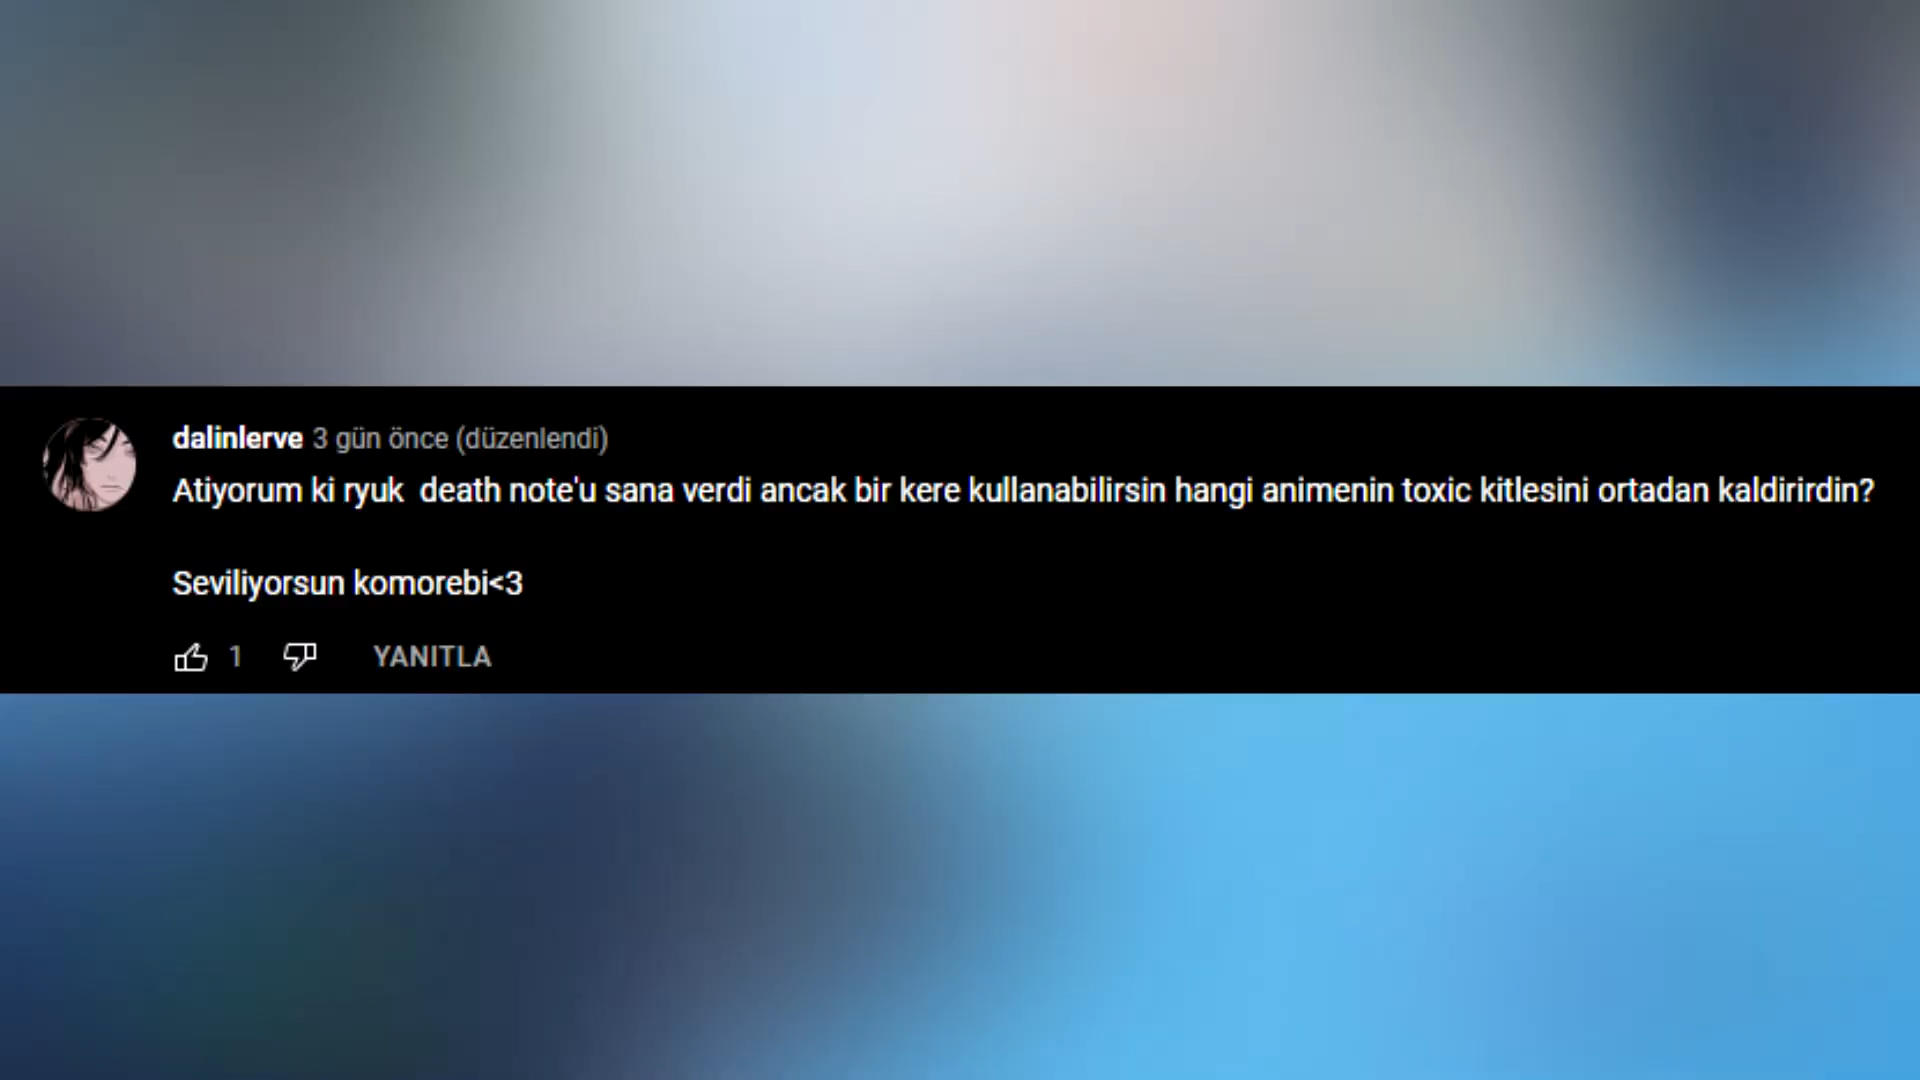 dalinlerve 3 gün önce (düzenlendi)
Atiyorum ki ryuk  death note'u sana verdi ancak bir kere kullanabilirsin hangi animenin toxic kitlesini ortadan kaldirirdin?
Seviliyorsun komorebi<3
1 YANITLA